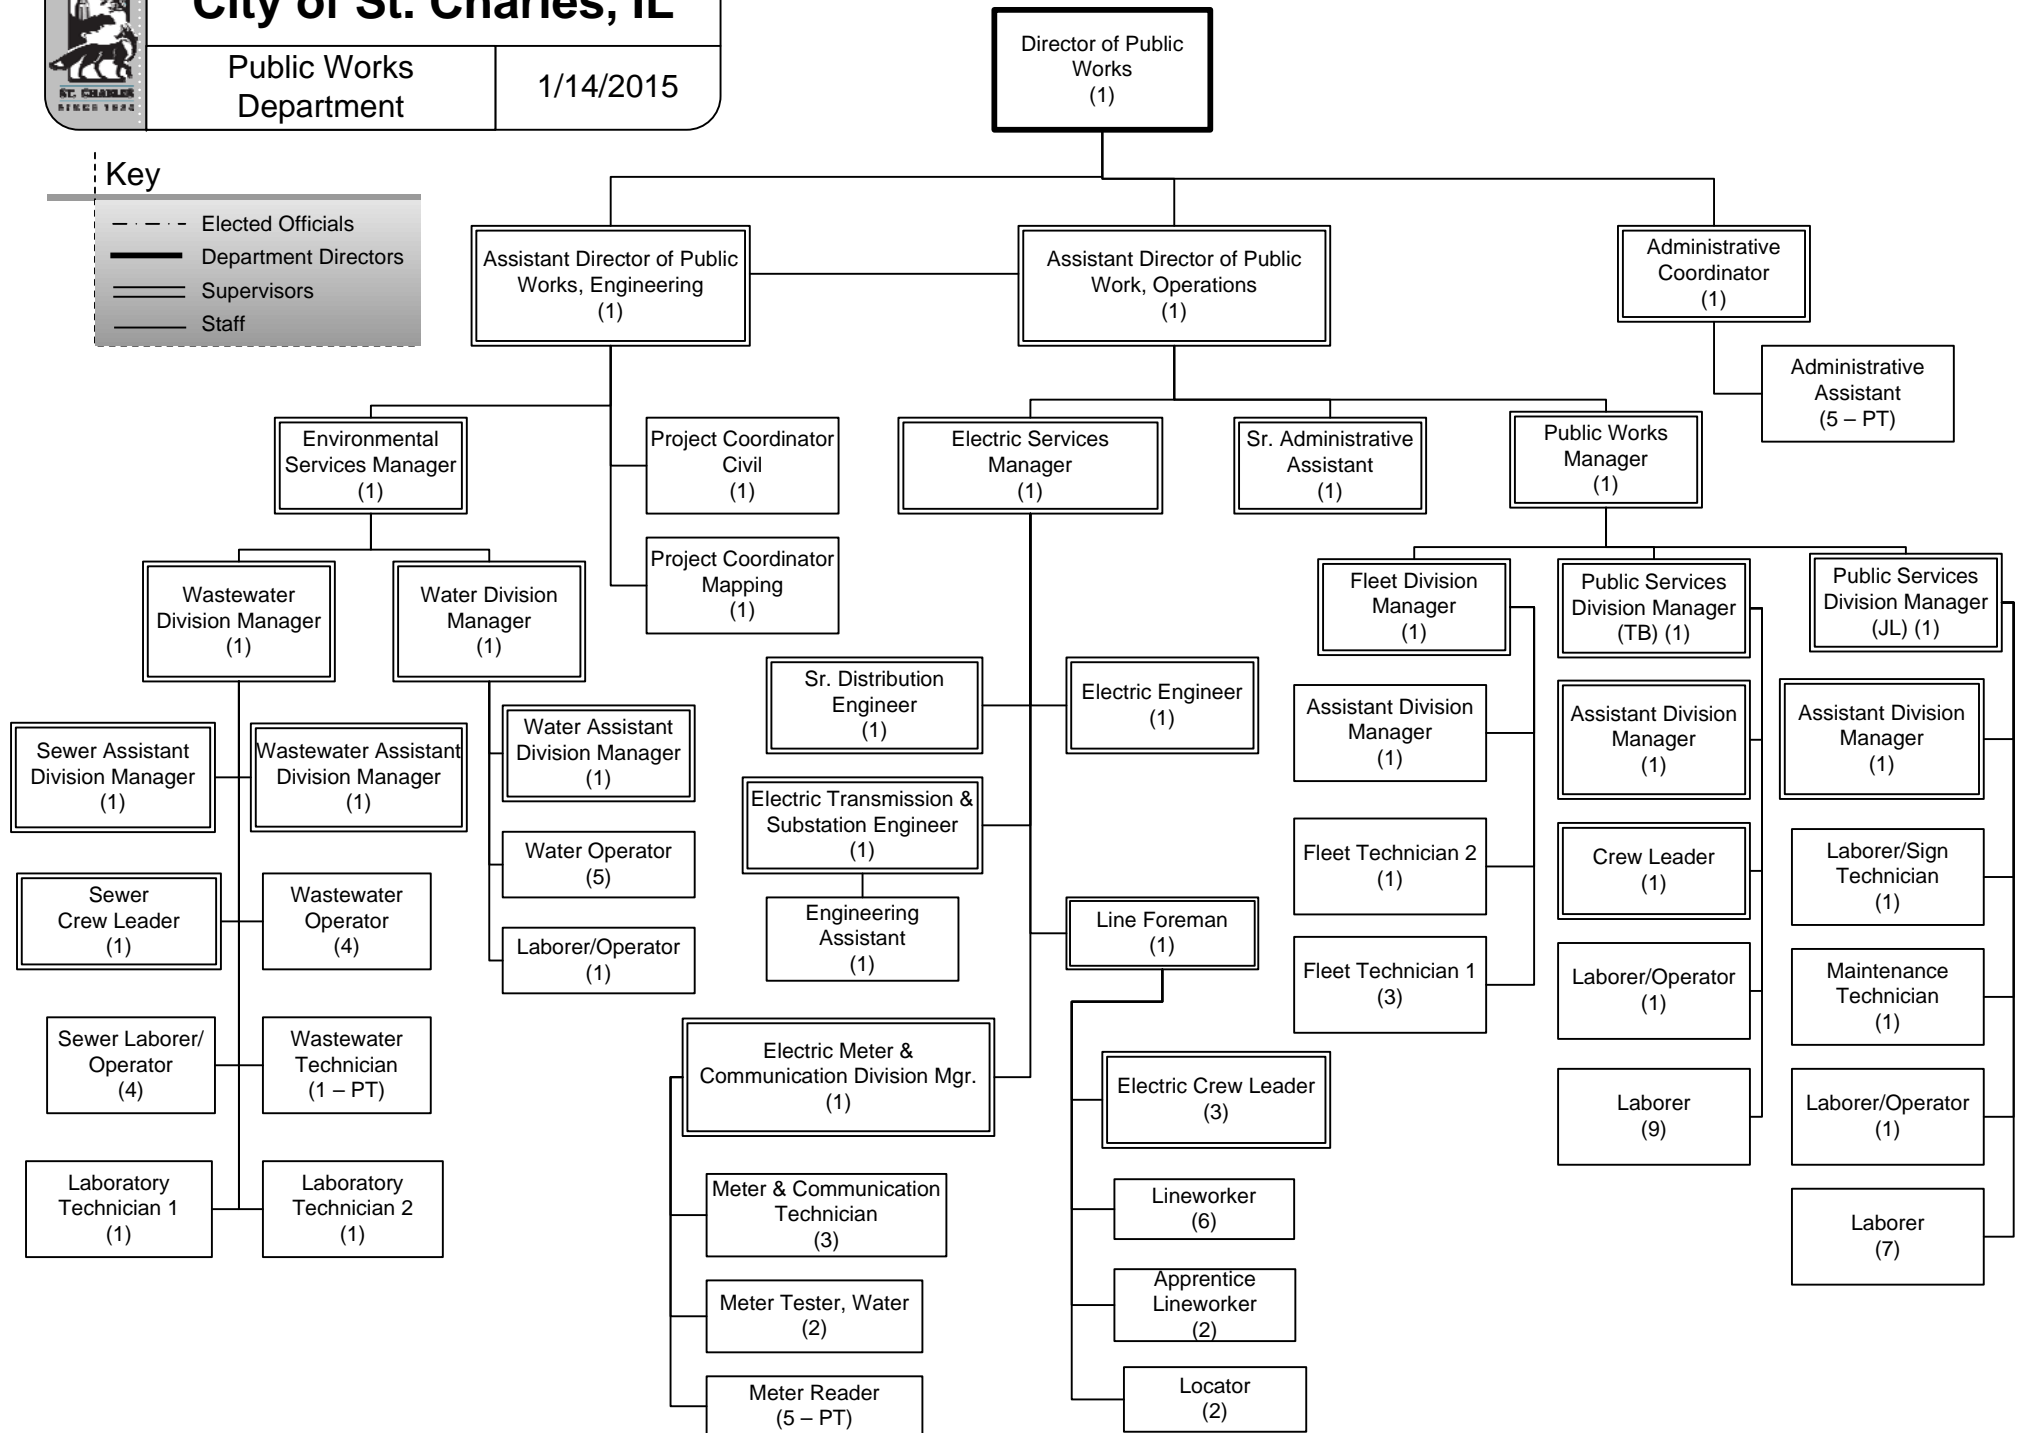 City of St. Charles, IL
Public Works
Department
1/14/2015
ST. CHARLES
SINCE 1834
Key
Elected Officials
Department Directors
Supervisors
Staff
Director of Public
Works
(1)
Assistant Director of Public
Works, Engineering
(1)
Assistant Director of Public
Work, Operations
(1)
Administrative
Coordinator
(1)
Administrative
Assistant
(5 – PT)
Environmental
Services Manager
(1)
Project Coordinator
Civil
(1)
Project Coordinator
Mapping
(1)
Electric Services
Manager
(1)
Sr. Administrative
Assistant
(1)
Public Works
Manager
(1)
Wastewater
Division Manager
(1)
Water Division
Manager
(1)
Fleet Division
Manager
(1)
Public Services
Division Manager
(TB) (1)
Public Services
Division Manager
(JL) (1)
Sewer Assistant
Division Manager
(1)
Wastewater Assistant
Division Manager
(1)
Water Assistant
Division Manager
(1)
Sr. Distribution
Engineer
(1)
Electric Engineer
(1)
Assistant Division
Manager
(1)
Assistant Division
Manager
(1)
Assistant Division
Manager
(1)
Electric Transmission &
Substation Engineer
(1)
Water Operator
(5)
Fleet Technician 2
(1)
Crew Leader
(1)
Laborer/Sign
Technician
(1)
Sewer
Crew Leader
(1)
Wastewater
Operator
(4)
Laborer/Operator
(1)
Engineering
Assistant
(1)
Line Foreman
(1)
Fleet Technician 1
(3)
Laborer/Operator
(1)
Maintenance
Technician
(1)
Sewer Laborer/
Operator
(4)
Wastewater
Technician
(1 – PT)
Electric Meter &
Communication Division Mgr.
(1)
Electric Crew Leader
(3)
Laborer
(9)
Laborer/Operator
(1)
Laboratory
Technician 1
(1)
Laboratory
Technician 2
(1)
Meter & Communication
Technician
(3)
Lineworker
(6)
Laborer
(7)
Meter Tester, Water
(2)
Apprentice
Lineworker
(2)
Meter Reader
(5 – PT)
Locator
(2)